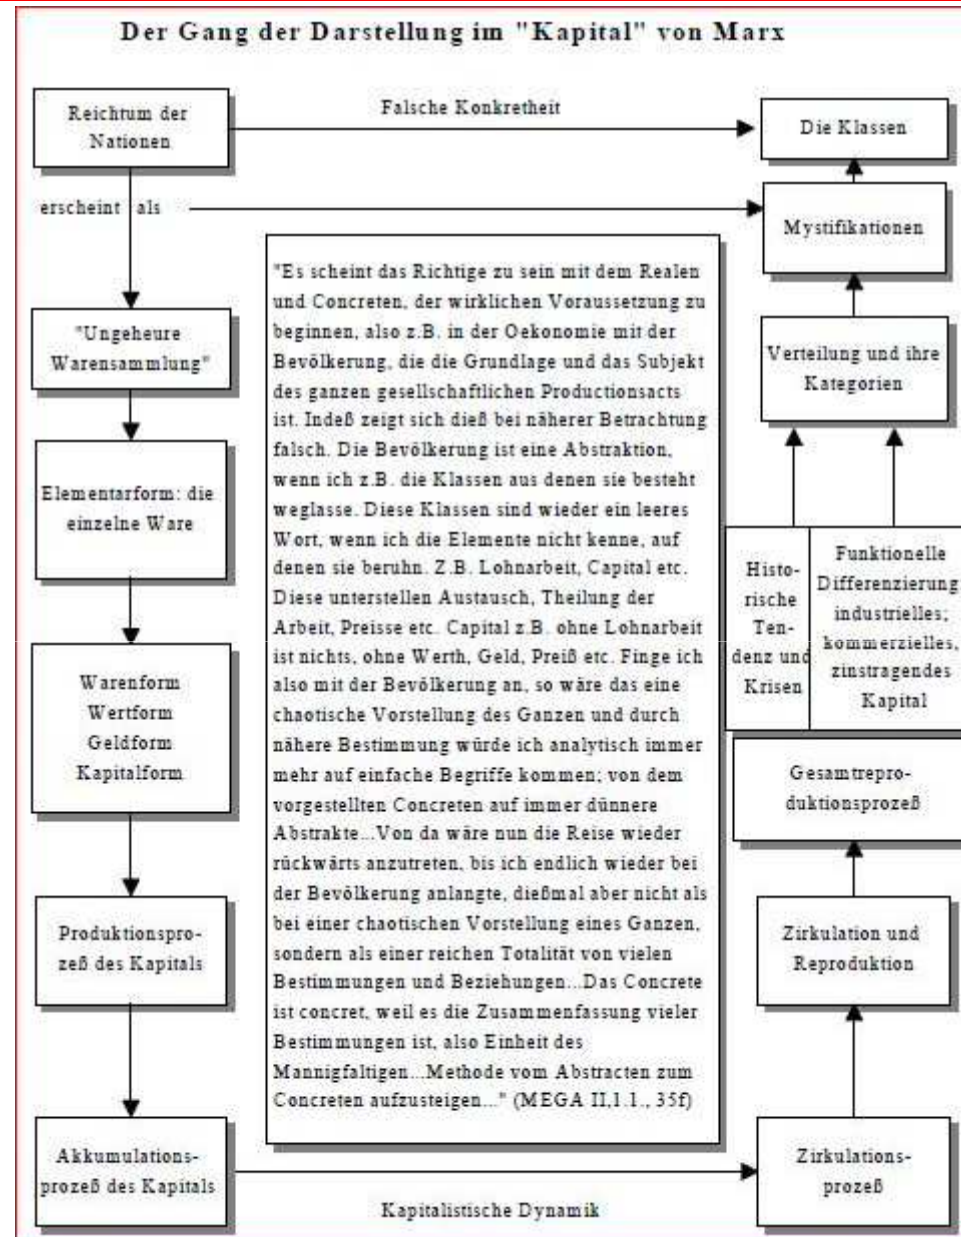 Der Gang der Darstellung im "Kapital" von Marx
Reichtum der
Nationen
Falsche Konkretheit
Die Klassen
erscheint als
Mystifikationen
"Ungeheure
Warensammlung"
Verteilung und ihre
Kategorien
Elementarform: die
einzelne Ware
Histo-
rische
Ten-
denz und
Krisen
Funktionelle
Differenzierung
industrielles;
kommerzielles,
zinstragendes
Kapital
Warenform
Wertform
Geldform
Kapitalform
Gesamtrepro-
duktionsprozeß
Produktionspro-
zeß des Kapitals
Zirkulation und
Reproduktion
Akkumulations-
prozeß des Kapitals
Kapitalistische Dynamik
Zirkulations-
prozeß
"Es scheint das Richtige zu sein mit dem Realen
und Concreten, der wirklichen Voraussetzung zu
beginnen, also z.B. in der Oekonomie mit der
Bevölkerung, die die Grundlage und das Subjekt
des ganzen gesellschaftlichen Productionsacts
ist. Indeß zeigt sich dieß bei näherer Betrachtung
falsch. Die Bevölkerung ist eine Abstraktion,
wenn ich z.B. die Klassen aus denen sie besteht
weglasse. Diese Klassen sind wieder ein leeres
Wort, wenn ich die Elemente nicht kenne, auf
denen sie beruhn. Z.B. Lohnarbeit, Capital etc.
Diese unterstellen Austausch, Theilung der
Arbeit, Preisse etc. Capital z.B. ohne Lohnarbeit
ist nichts, ohne Werth, Geld, Preiß etc. Finge ich
also mit der Bevölkerung an, so wäre das eine
chaotische Vorstellung des Ganzen und durch
nähere Bestimmung würde ich analytisch immer
mehr auf einfache Begriffe kommen; von dem
vorgestellten Concreten auf immer dünnere
Abstrakte...Von da wäre nun die Reise wieder
rückwärts anzutreten, bis ich endlich wieder bei
der Bevölkerung anlangte, dießmal aber nicht als
bei einer chaotischen Vorstellung eines Ganzen,
sondern als einer reichen Totalität von vielen
Bestimmungen und Beziehungen...Das Concrete
ist concret, weil es die Zusammenfassung vieler
Bestimmungen ist, also Einheit des
Mannigfaltigen...Methode vom Abstracten zum
Concreten aufzusteigen..." (MEGA II,1.1., 35f)